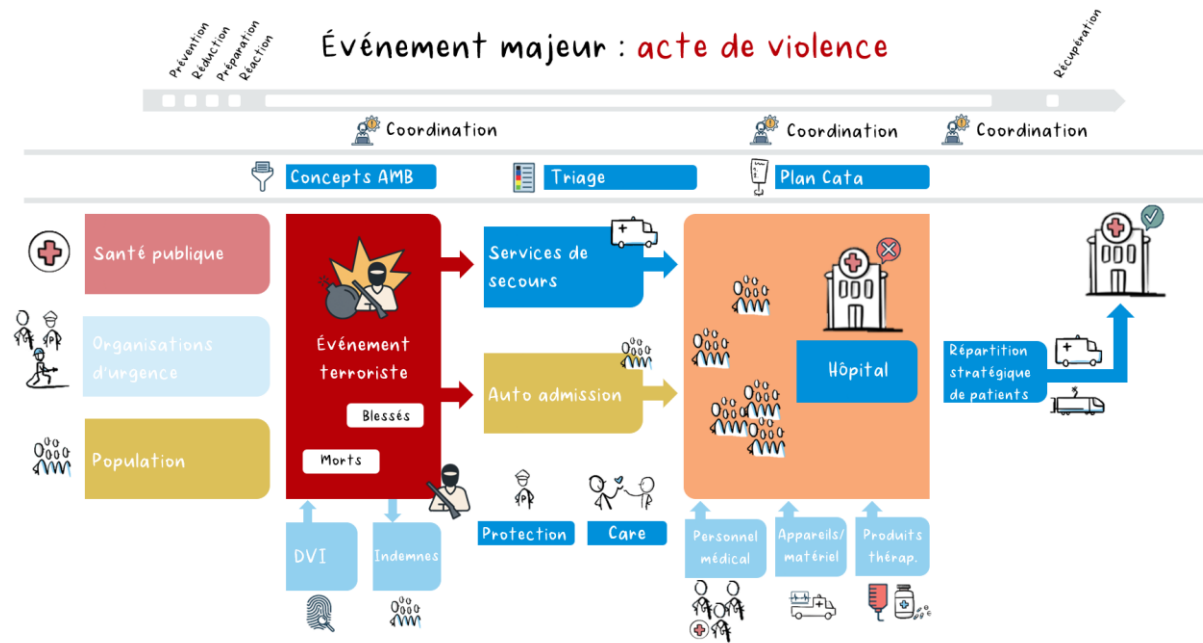 Événement majeur : acte de violence
Prévention
Réduction
Préparation
Réaction
Récupération
Coordination
Coordination
Coordination
Concepts AMB
Triage
Plan Cata
Santé publique
Organisations
d'urgence
Population
Événement
terroriste
Blessés
Morts
Services de
secours
Auto admission
Hôpital
Répartition
stratégique
de patients
DVI
Indemnes
Protection
Care
Personnel
médical
Appareils/
matériel
Produits
thérap.
P
P